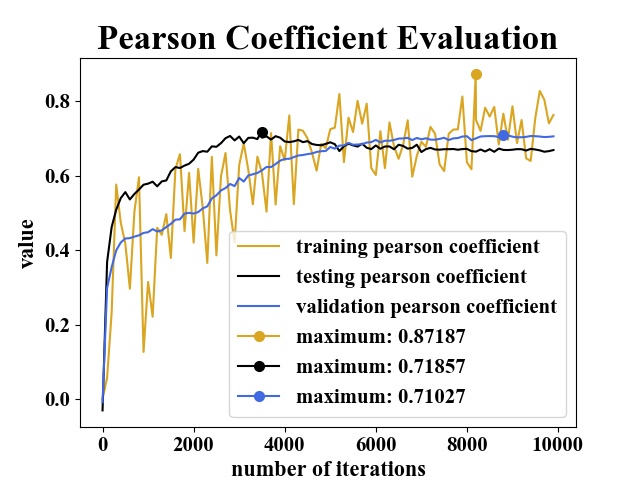 Pearson Coefficient Evaluation
value
0.8
0.6
0.4
0.2
0.0
training pearson coefficient
testing pearson coefficient
validation pearson coefficient
maximum: 0.87187
maximum: 0.71857
maximum: 0.71027
0 2000 4000 6000 8000 10000
number of iterations